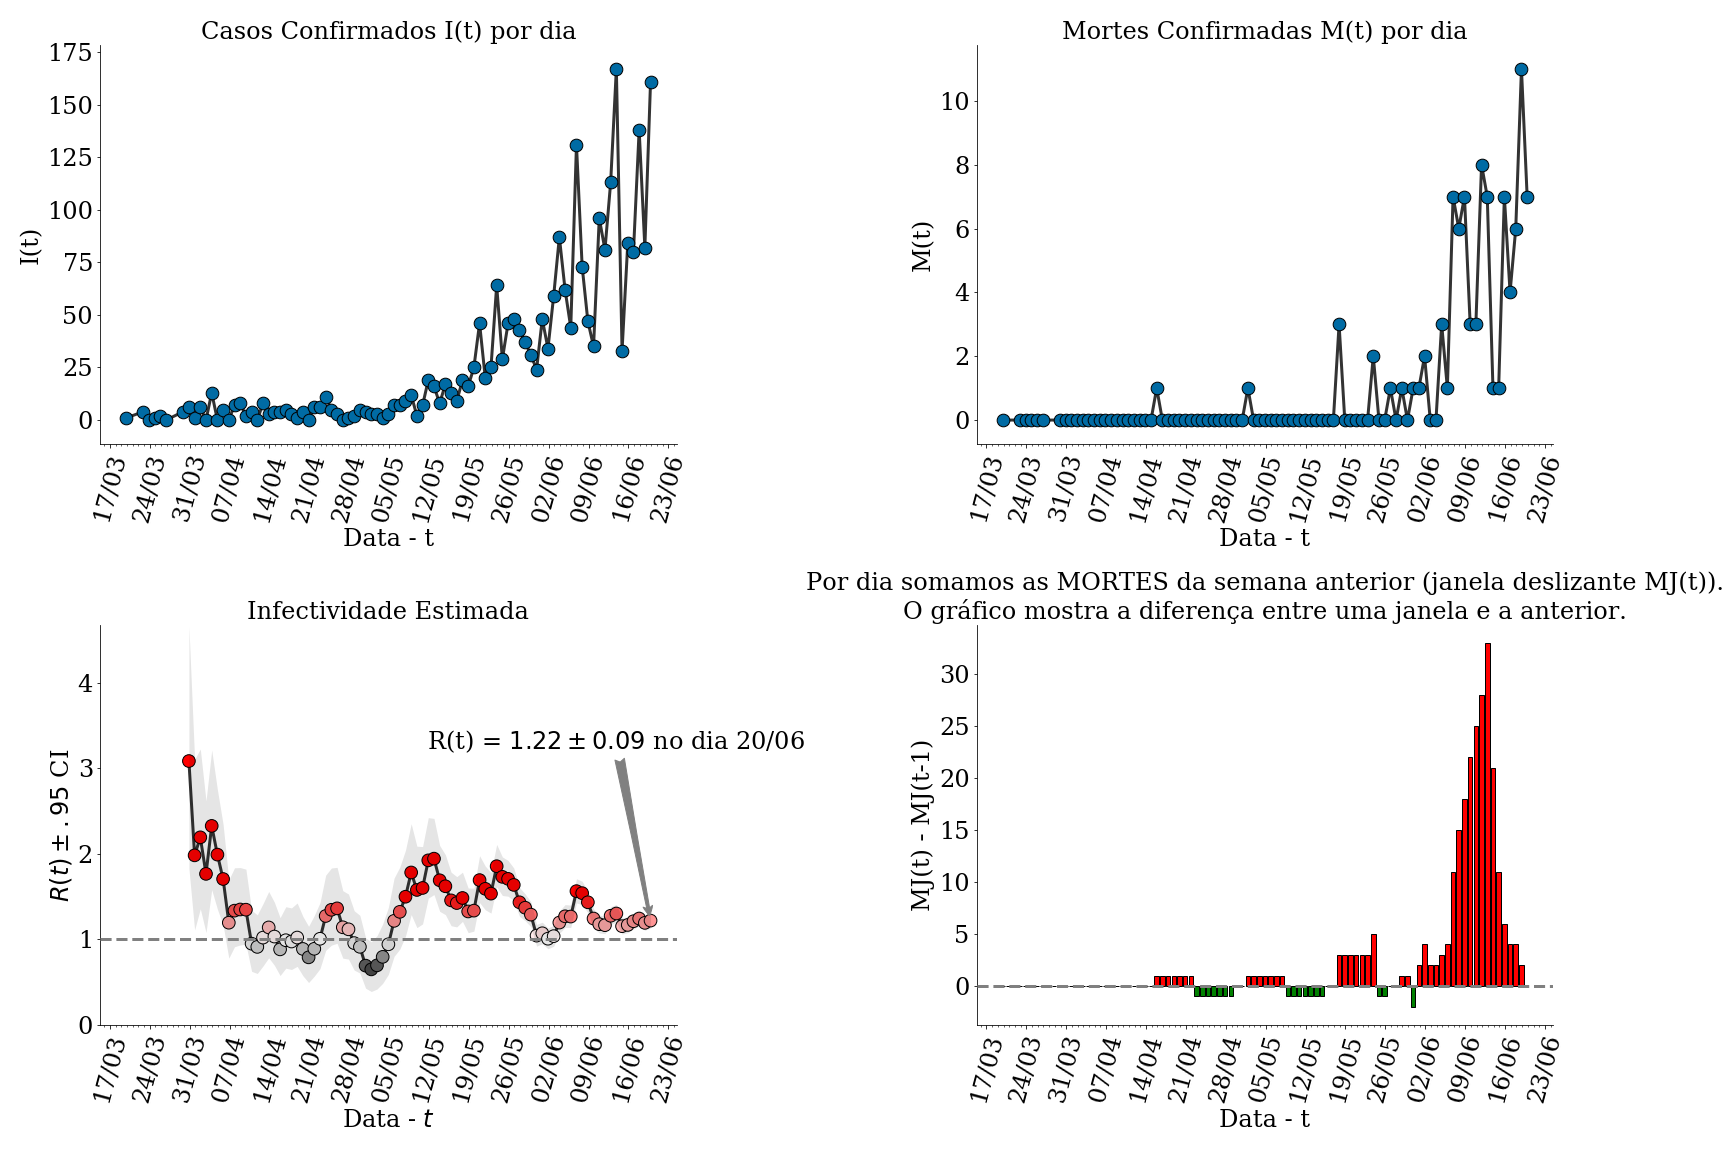 Casos Confirmados I(t) por dia
I(t)
175
150
125
100
75
50
25
0
17/03 24/03 31/03 07/04 14/04 21/04 28/04 05/05 12/05 19/05 26/05 02/06 09/06 16/06 23/06
Data - t
Mortes Confirmadas M(t) por dia
M(t)
10
8
6
4
2
0
17/03 24/03 31/03 07/04 14/04 21/04 28/04 05/05 12/05 19/05 26/05 02/06 09/06 16/06 23/06
Data - t
Infectividade Estimada
R(t) ± .95 CI
4
3
2
1
0
R(t) = 1.22 ± 0.09 no dia 20/06
17/03 24/03 31/03 07/04 14/04 21/04 28/04 05/05 12/05 19/05 26/05 02/06 09/06 16/06 23/06
Data - t
Por dia somamos as MORTES da semana anterior (janela deslizante MJ(t)).
O gráfico mostra a diferença entre uma janela e a anterior.
MJ(t) - MJ(t-1)
30
25
20
15
10
5
0
17/03 24/03 31/03 07/04 14/04 21/04 28/04 05/05 12/05 19/05 26/05 02/06 09/06 16/06 23/06
Data - t